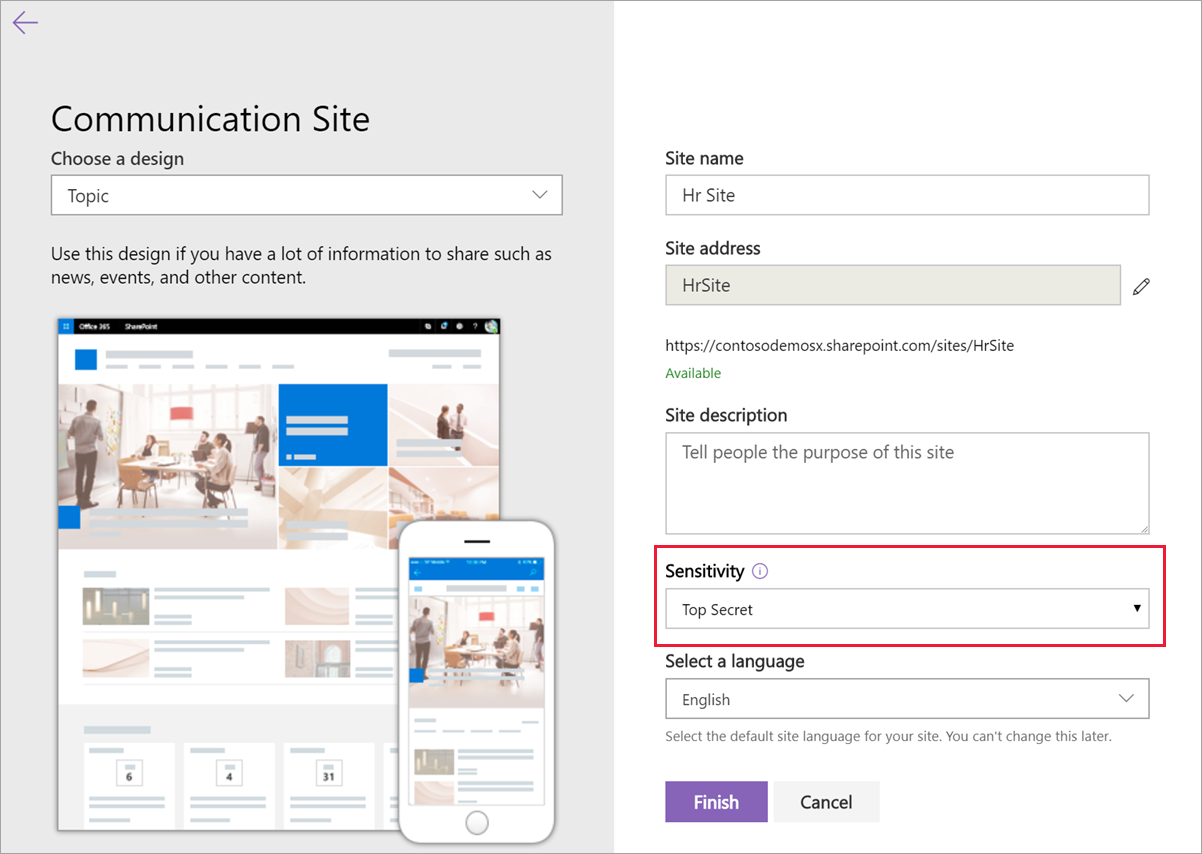 Communication Site
Choose a design
Topic
Use this design if you have a lot of information to share such as
news, events, and other content.
Office 365 SharePoint ?
6 4 31
Site name
Hr Site
Site address
HrSite
https://contosodemosx.sharepoint.com/sites/HrSite
Available
Site description
Tell people the purpose of this site
Sensitivity
Top Secret
Select a language
English
Select the default site language for your site. You can't change this later.
Finish Cancel